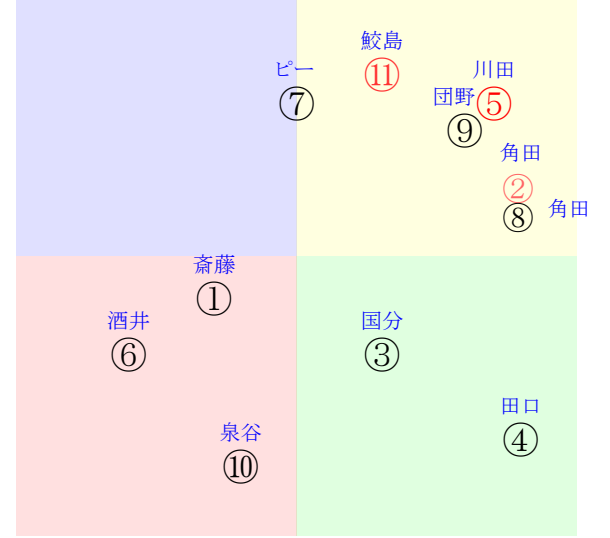 鮫島
⑪
ピー
⑦
川田
⑤
団野
⑨
角田
②
角田
⑧
斎藤
①
酒井
⑥
国分
③
田口
④
泉谷
⑩